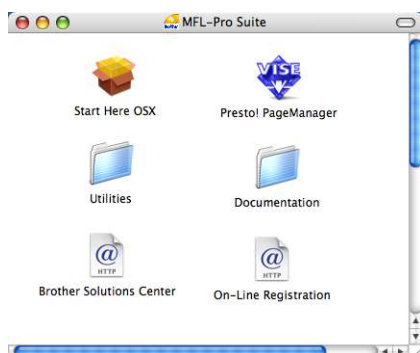 MFL-Pro Suite
Start Here OSX
VISE
Presto! PageManager
Utilities
Documentation
@
HTTP
Brother Solutions Center
@
HTTP
On-Line Registration